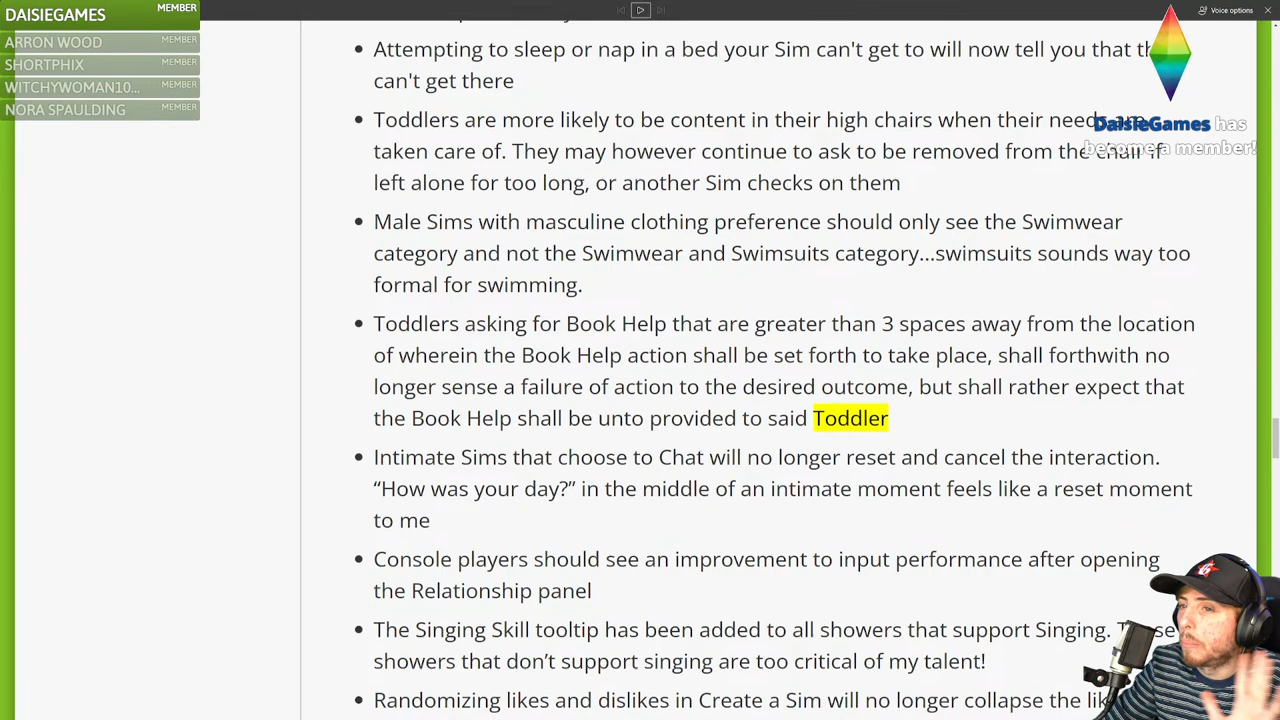 DAISIEGAMES MEMBER
ARRON WOOD MEMBER
SHORTPHIX MEMBER
WITCHYWOMAN10... MEMBER
NORA SPAULDING MEMBER
Voice options
• Attempting to sleep or nap in a bed your Sim can't get to will now tell you that
can't get there
DaisieGames has
become a member!
• Toddlers are more likely to be content in their high chairs when their needs are
taken care of. They may however continue to ask to be removed from the chair if
left alone for too long, or another Sim checks on them
• Male Sims with masculine clothing preference should only see the Swimwear
category and not the Swimwear and Swimsuits category...swimsuits sounds way too
formal for swimming.
• Toddlers asking for Book Help that are greater than 3 spaces away from the location
of wherein the Book Help action shall be set forth to take place, shall forthwith no
longer sense a failure of action to the desired outcome, but shall rather expect that
the Book Help shall be unto provided to said Toddler
• Intimate Sims that choose to Chat will no longer reset and cancel the interaction.
“How was your day?” in the middle of an intimate moment feels like a reset moment
to me
• Console players should see an improvement to input performance after opening
the Relationship panel
• The Singing Skill tooltip has been added to all showers that support Singing.
showers that don’t support singing are too critical of my talent!
• Randomizing likes and dislikes in Create a Sim will no longer collapse the